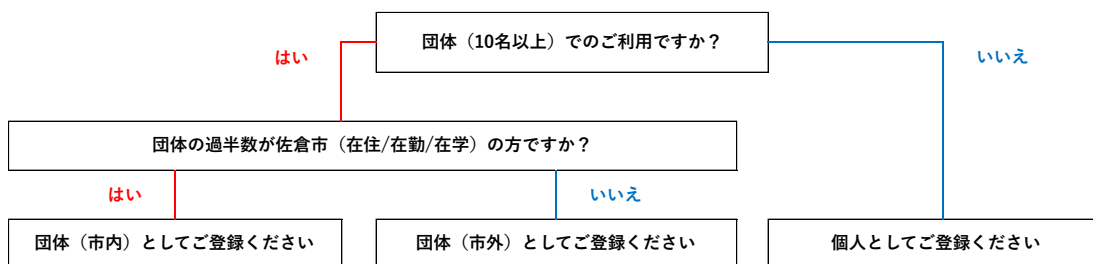 団体（10名以上）でのご利用ですか？
はい
いいえ
団体の過半数が佐倉市（在住/在勤/在学）の方ですか？
はい
いいえ
団体（市内）としてご登録ください
団体（市外）としてご登録ください
個人としてご登録ください